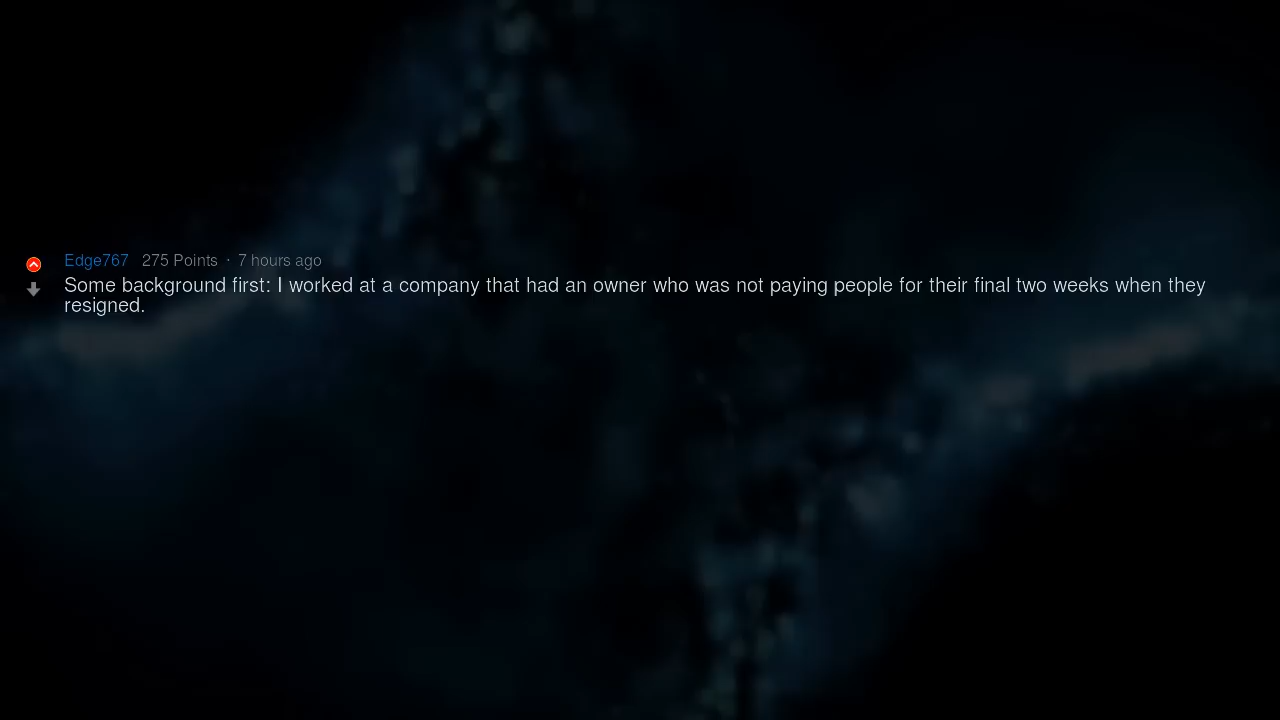 Edge767 275 Points · 7 hours ago
Some background first: I worked at a company that had an owner who was not paying people for their final two weeks when they
resigned.